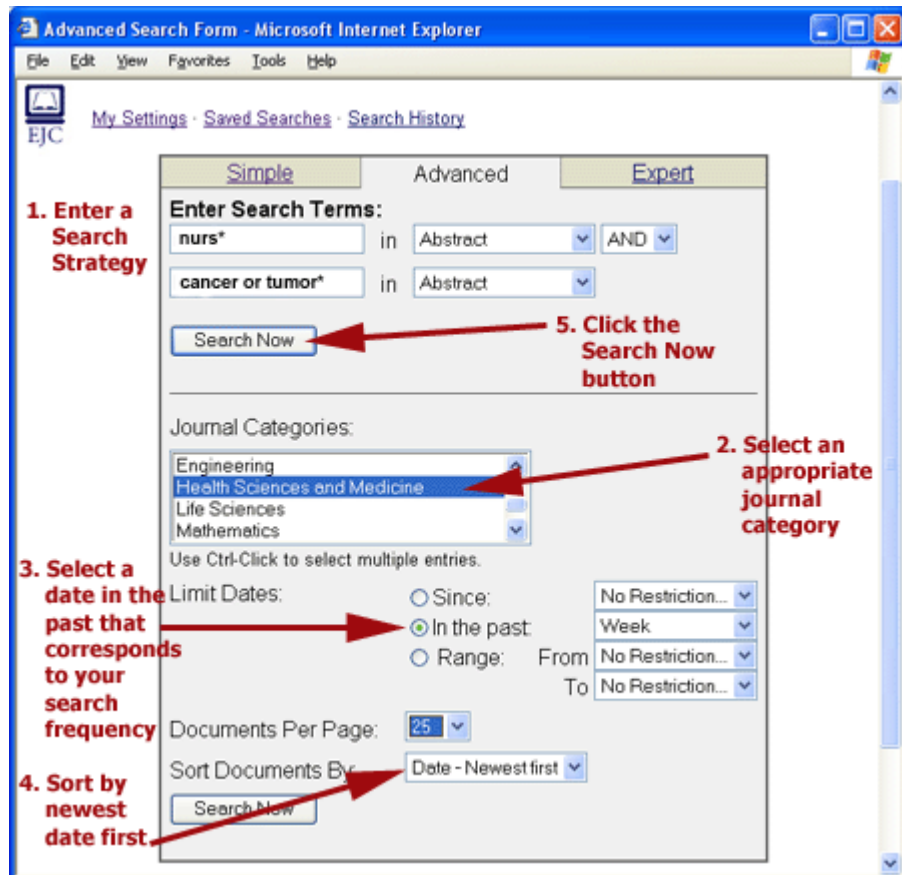 Advanced Search Form - Microsoft Internet Explorer
File Edit View Favorites Tools Help
EJC
My Settings · Saved Searches · Search History
Simple Advanced Expert
1. Enter a
Search
Strategy
Enter Search Terms:
nurs* in Abstract AND
cancer or tumor* in Abstract
Search Now
5. Click the
Search Now
button
Journal Categories:
Engineering
Health Sciences and Medicine
Life Sciences
Mathematics
2. Select an
appropriate
journal
category
Use Ctrl-Click to select multiple entries.
3. Select a
date in the
past that
corresponds
to your
search
frequency
Limit Dates:
Since: No Restriction...
In the past: Week
Range: From No Restriction...
To No Restriction...
Documents Per Page: 25
Sort Documents By: Date - Newest first
4. Sort by
newest
date first
Search Now